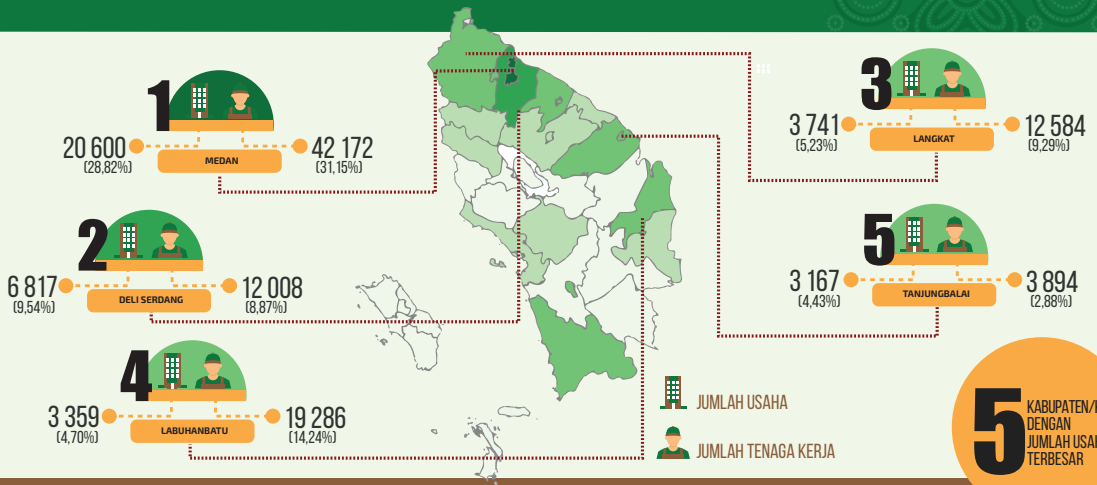 1
20 600
(28,82%)
MEDAN
42 172
(31,15%)
2
6 817
(9,54%)
DELI SERDANG
12 008
(8,87%)
4
3 359
(4,70%)
LABUHANBATU
19 286
(14,24%)
3
3 741
(5,23%)
LANGKAT
12 584
(9,29%)
5
3 167
(4,43%)
TANJUNGBALAI
3 894
(2,88%)
JUMLAH USAHA
JUMLAH TENAGA KERJA
5
KABUPATEN/
DENGAN
JUMLAH
TERBESAR